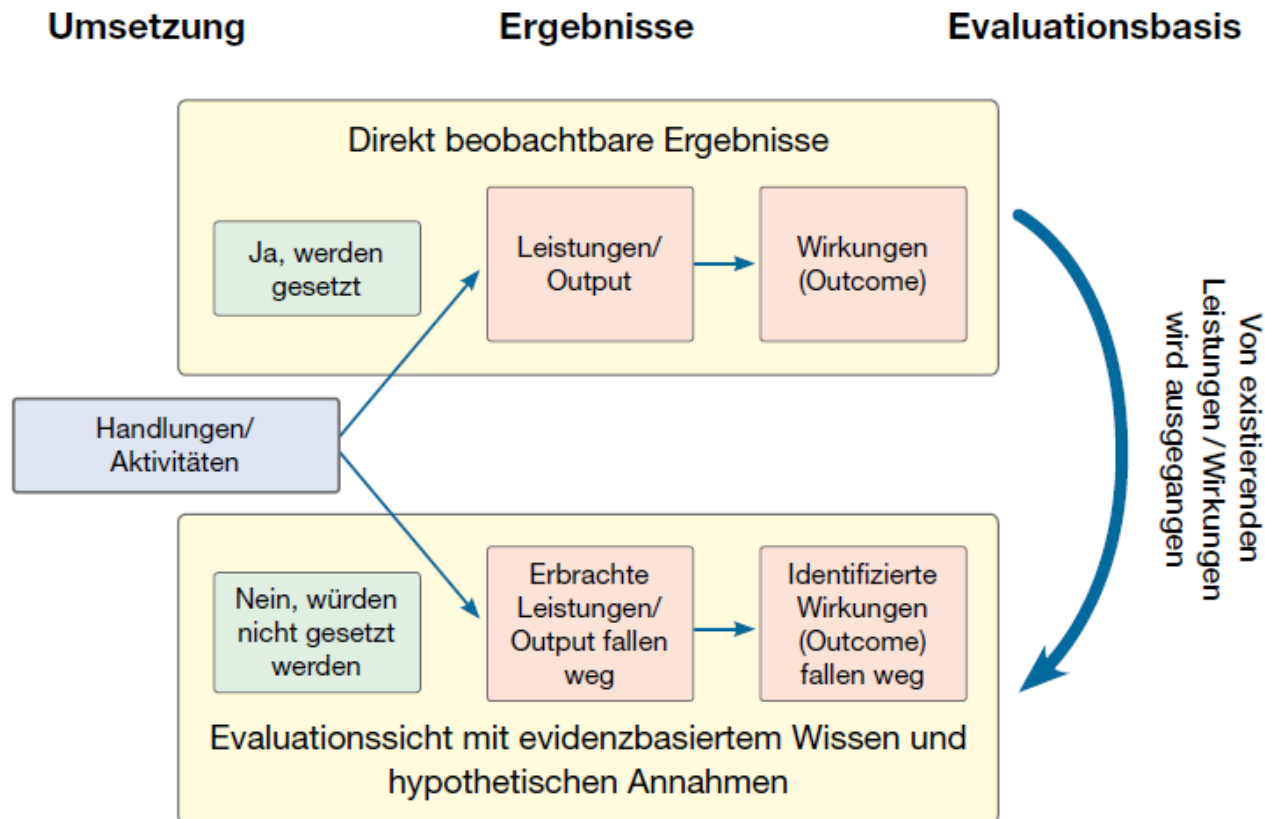 Umsetzung
Ergebnisse
Evaluationsbasis
Direkt beobachtbare Ergebnisse
Ja, werden
gesetzt
Leistungen/
Output
Wirkungen
(Outcome)
Handlungen/
Aktivitäten
Nein, würden
nicht gesetzt
werden
Erbrachte
Leistungen/
Output fallen
weg
Identifizierte
Wirkungen
(Outcome)
fallen weg
Evaluationssicht mit evidenzbasiertem Wissen und
hypothetischen Annahmen
Von existierenden
Leistungen / Wirkungen
wird ausgegangen